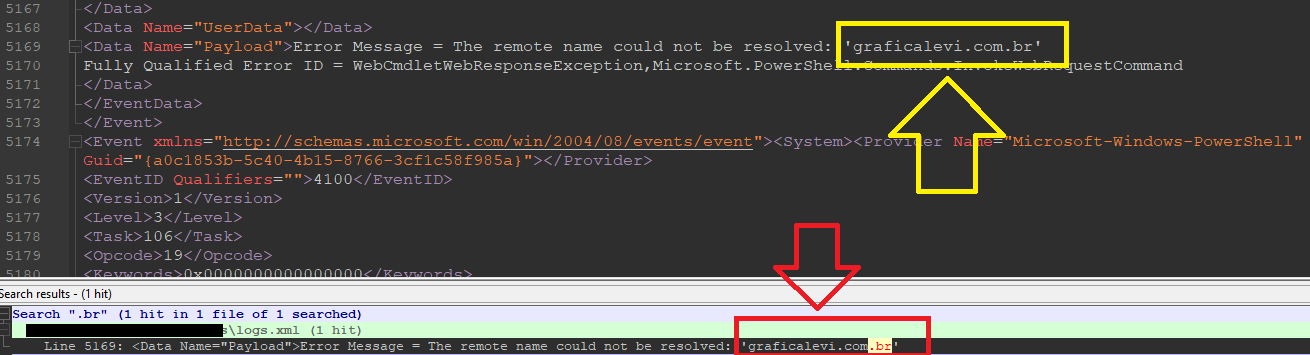 5167 </Data>
5168 <Data Name="UserData"></Data>
5169 <Data Name="Payload">Error Message = The remote name could not be resolved: 'graficalevi.com.br'
5170 Fully Qualified Error ID = WebCmdletWebResponseException,Microsoft.PowerShell.Commands.InvokeWebRequestCommand
5171 </Data>
5172 </EventData>
5173 </Event>
5174 <Event xmlns="http://schemas.microsoft.com/win/2004/08/events/event"><System><Provider Name="Microsoft-Windows-PowerShell"
Guid="{a0c1853b-5c40-4b15-8766-3cf1c58f985a}"></Provider>
5175 <EventID Qualifiers="">4100</EventID>
5176 <Version>1</Version>
5177 <Level>3</Level>
5178 <Task>106</Task>
5179 <Opcode>19</Opcode>
5180 <Keywords>0x0000000000000000</Keywords>
Search results - (1 hit)
Search ".br" (1 hit in 1 file of 1 searched)
s\logs.xml (1 hit)
Line 5169: <Data Name="Payload">Error Message = The remote name could not be resolved: 'graficalevi.com.br'